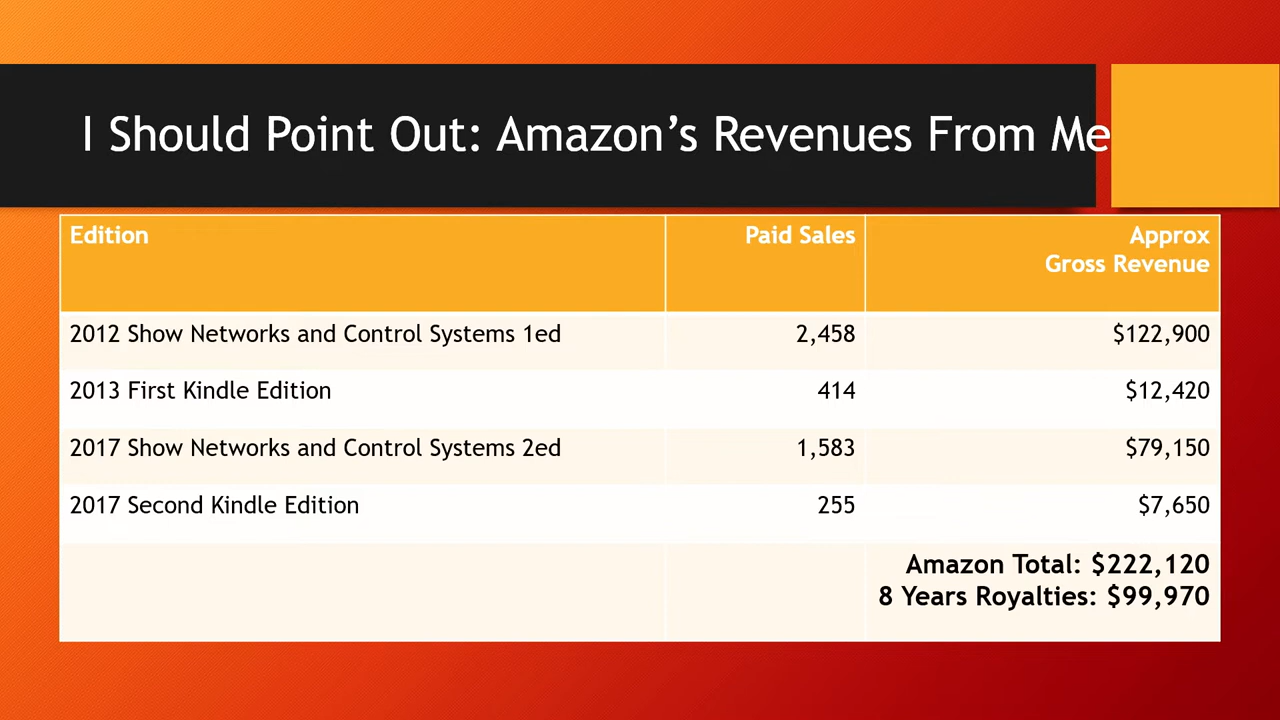 I Should Point Out: Amazon’s Revenues From Me
Edition Paid Sales Approx
Gross Revenue
2012 Show Networks and Control Systems 1ed 2,458 $122,900
2013 First Kindle Edition 414 $12,420
2017 Show Networks and Control Systems 2ed 1,583 $79,150
2017 Second Kindle Edition 255 $7,650
Amazon Total: $222,120
8 Years Royalties: $99,970